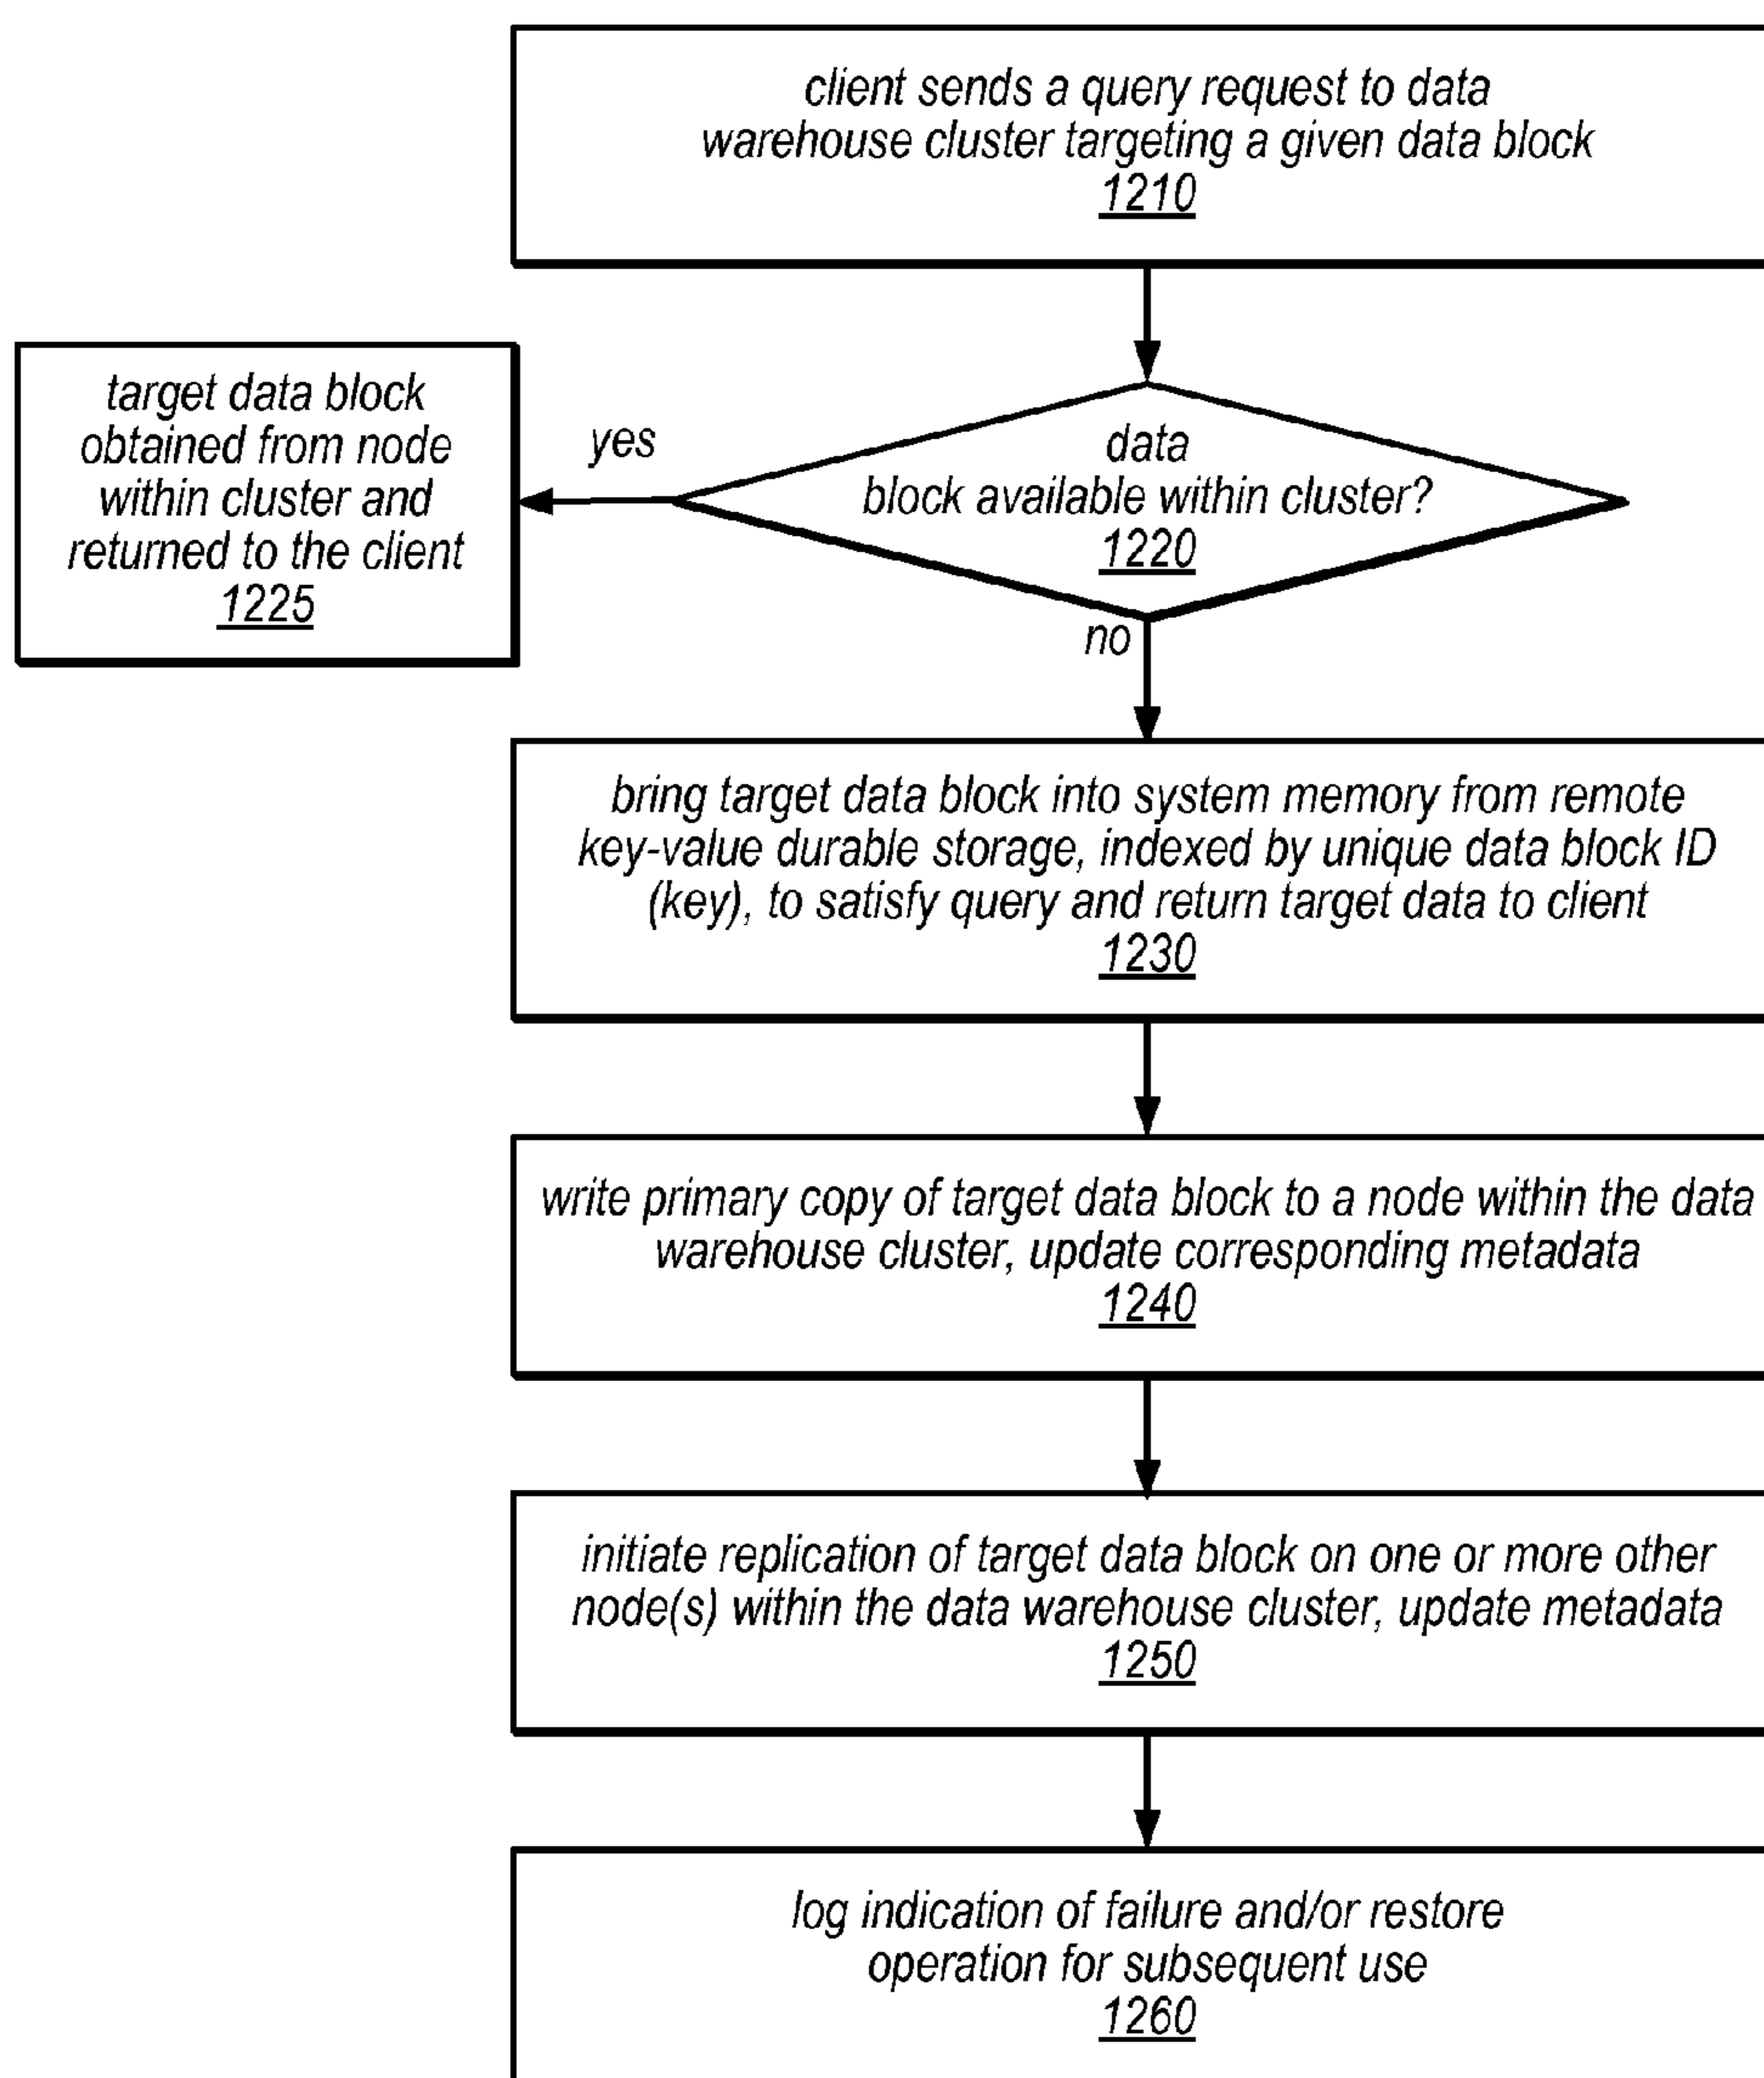 client sends a query request to data
warehouse cluster targeting a given data block
1210
target data block
obtained from node
within cluster and
returned to the client
1225
yes
data
block available within cluster?
1220
no
bring target data block into system memory from remote
key-value durable storage, indexed by unique data block ID
(key), to satisfy query and return target data to client
1230
write primary copy of target data block to a node within the data
warehouse cluster, update corresponding metadata
1240
initiate replication of target data block on one or more other
node(s) within the data warehouse cluster, update metadata
1250
log indication of failure and/or restore
operation for subsequent use
1260